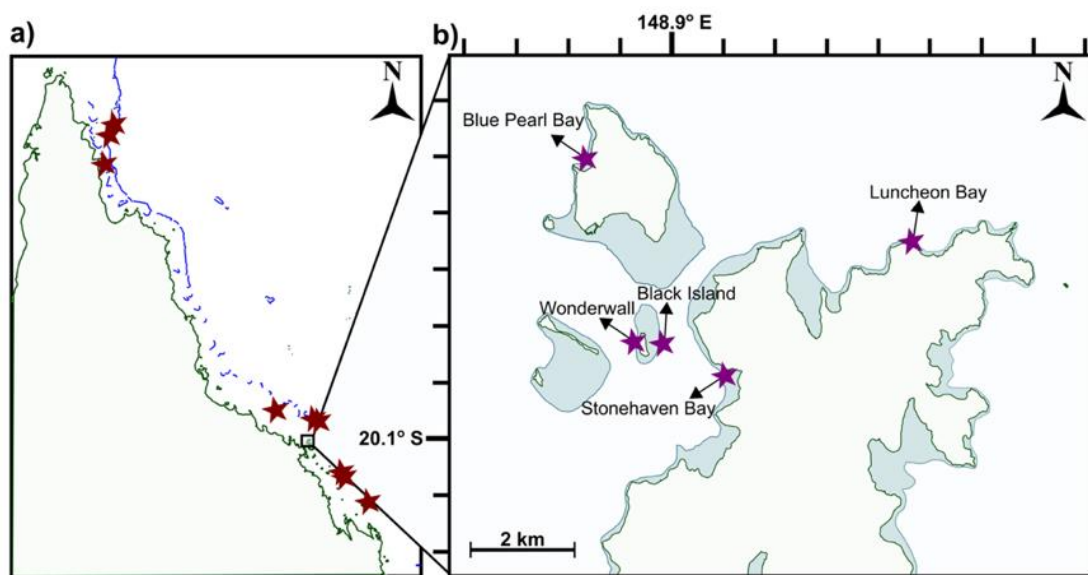 148.9° E
a)
b)
N
N
Blue Pearl Bay
Luncheon Bay
Black Island
Wonderwall
Stonehaven Bay
20.1° S
2 km